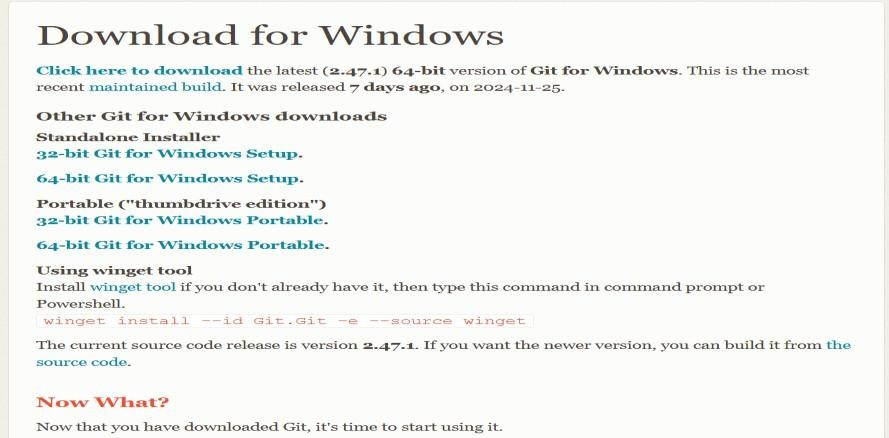 Download for Windows
Click here to download the latest (2.47.1) 64-bit version of Git for Windows. This is the most
recent maintained build. It was released 7 days ago, on 2024-11-25.
Other Git for Windows downloads
Standalone Installer
32-bit Git for Windows Setup.
64-bit Git for Windows Setup.
Portable ("thumbdrive edition")
32-bit Git for Windows Portable.
64-bit Git for Windows Portable.
Using winget tool
Install winget tool if you don't already have it, then type this command in command prompt or
Powershell.
winget install --id Git.Git -e --source winget
The current source code release is version 2.47.1. If you want the newer version, you can build it from the
source code.
Now What?
Now that you have downloaded Git, it's time to start using it.